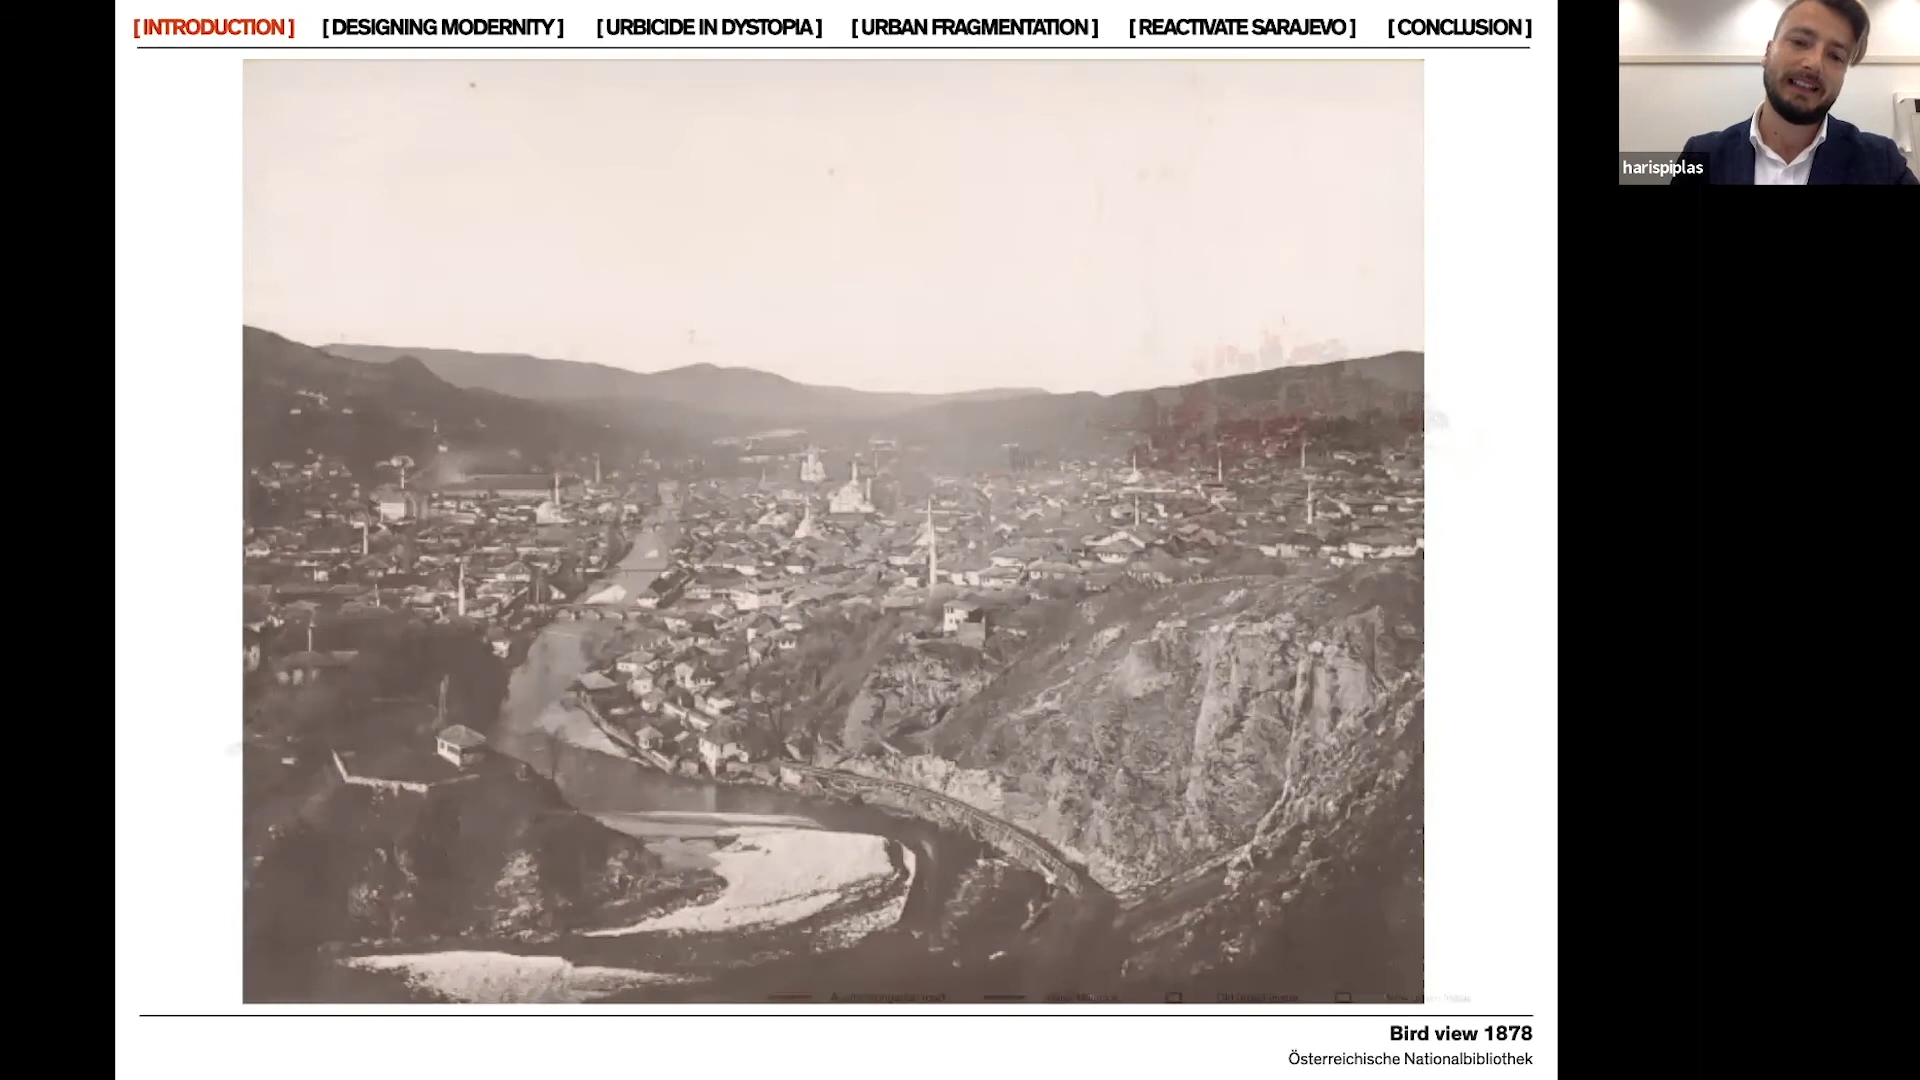 [ INTRODUCTION ] [ DESIGNING MODERNITY ] [ URBICIDE IN DYSTOPIA ] [ URBAN FRAGMENTATION ] [ REACTIVATE SARAJEVO ] [ CONCLUSION ]
harispiplas
Bird view 1878
Österreichische Nationalbibliothek